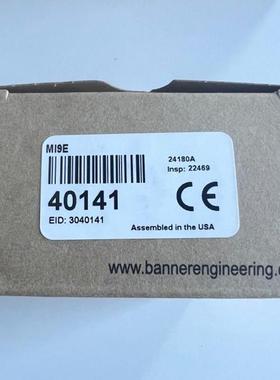 MI9E
24180A
Insp: 22469
40141
CE
EID: 3040141
Assembled in the USA
www.bannerengineering.